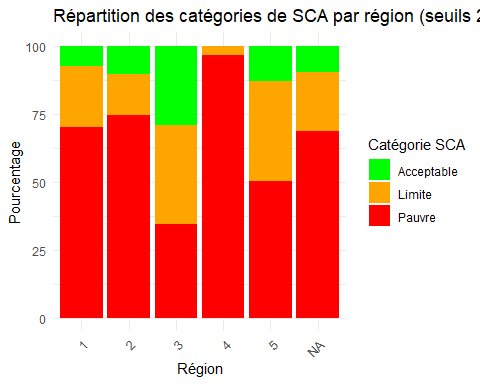 Répartition des catégories de SCA par région (seuils 2
100
75
50
25
0
Pourcentage
1
2
3
4
5
NA
Région
Catégorie SCA
Acceptable
Limite
Pauvre